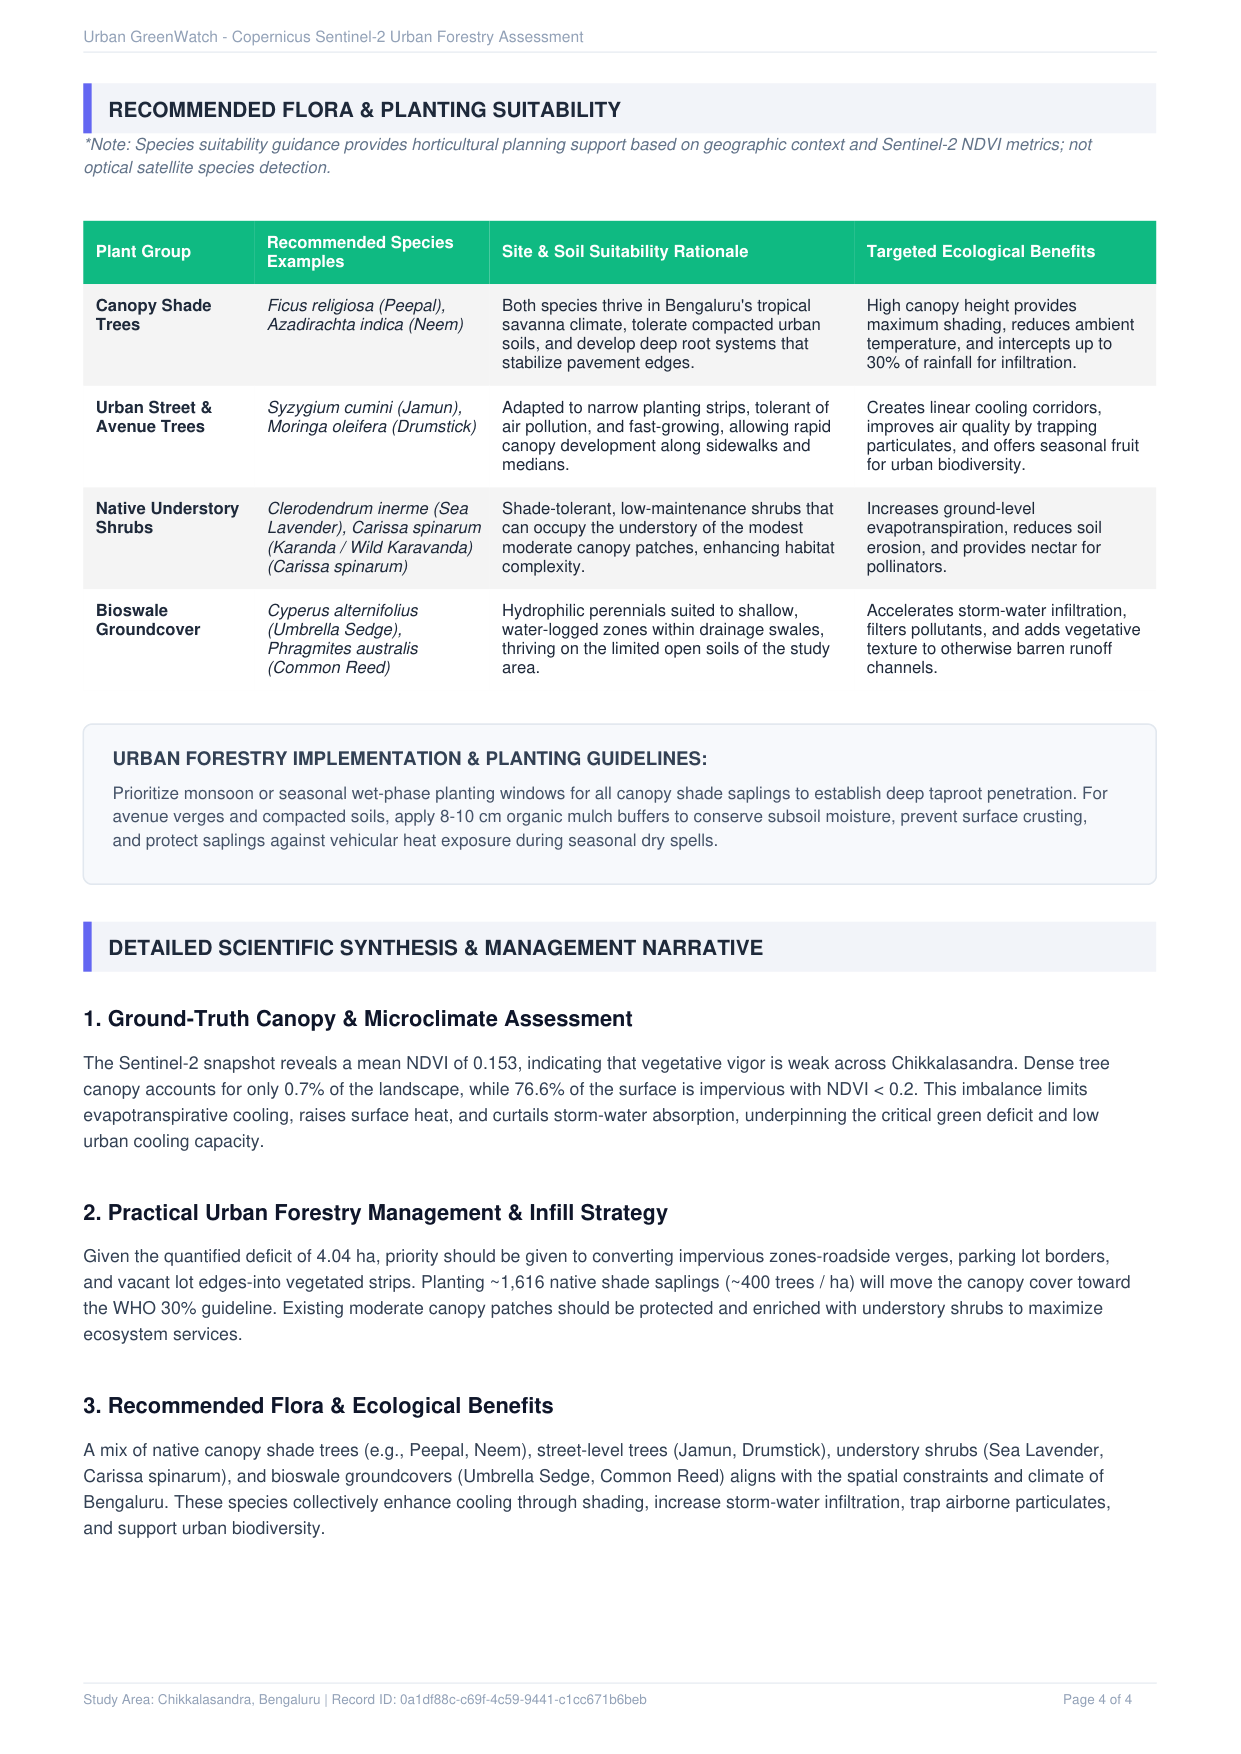 Urban GreenWatch - Copernicus Sentinel-2 Urban Forestry Assessment
RECOMMENDED FLORA & PLANTING SUITABILITY
*Note: Species suitability guidance provides horticultural planning support based on geographic context and Sentinel-2 NDVI metrics; not
optical satellite species detection.
Plant Group
Recommended Species
Examples
Site & Soil Suitability Rationale
Targeted Ecological Benefits
Canopy Shade
Trees
Ficus religiosa (Peepal),
Azadirachta indica (Neem)
Both species thrive in Bengaluru's tropical
savanna climate, tolerate compacted urban
soils, and develop deep root systems that
stabilize pavement edges.
High canopy height provides
maximum shading, reduces ambient
temperature, and intercepts up to
30% of rainfall for infiltration.
Urban Street &
Avenue Trees
Syzygium cumini (Jamun),
Moringa oleifera (Drumstick)
Adapted to narrow planting strips, tolerant of
air pollution, and fast-growing, allowing rapid
canopy development along sidewalks and
medians.
Creates linear cooling corridors,
improves air quality by trapping
particulates, and offers seasonal fruit
for urban biodiversity.
Native Understory
Shrubs
Clerodendrum inerme (Sea
Lavender), Carissa spinarum
(Karanda / Wild Karavanda)
(Carissa spinarum)
Shade-tolerant, low-maintenance shrubs that
can occupy the understory of the modest
moderate canopy patches, enhancing habitat
complexity.
Increases ground-level
evapotranspiration, reduces soil
erosion, and provides nectar for
pollinators.
Bioswale
Groundcover
Cyperus alternifolius
(Umbrella Sedge),
Phragmites australis
(Common Reed)
Hydrophilic perennials suited to shallow,
water-logged zones within drainage swales,
thriving on the limited open soils of the study
area.
Accelerates storm-water infiltration,
filters pollutants, and adds vegetative
texture to otherwise barren runoff
channels.
URBAN FORESTRY IMPLEMENTATION & PLANTING GUIDELINES:
Prioritize monsoon or seasonal wet-phase planting windows for all canopy shade saplings to establish deep taproot penetration. For
avenue verges and compacted soils, apply 8-10 cm organic mulch buffers to conserve subsoil moisture, prevent surface crusting,
and protect saplings against vehicular heat exposure during seasonal dry spells.
DETAILED SCIENTIFIC SYNTHESIS & MANAGEMENT NARRATIVE
1. Ground-Truth Canopy & Microclimate Assessment
The Sentinel-2 snapshot reveals a mean NDVI of 0.153, indicating that vegetative vigor is weak across Chikkalasandra. Dense tree
canopy accounts for only 0.7% of the landscape, while 76.6% of the surface is impervious with NDVI < 0.2. This imbalance limits
evapotranspirative cooling, raises surface heat, and curtails storm-water absorption, underpinning the critical green deficit and low
urban cooling capacity.
2. Practical Urban Forestry Management & Infill Strategy
Given the quantified deficit of 4.04 ha, priority should be given to converting impervious zones-roadside verges, parking lot borders,
and vacant lot edges-into vegetated strips. Planting ~1,616 native shade saplings (~400 trees / ha) will move the canopy cover toward
the WHO 30% guideline. Existing moderate canopy patches should be protected and enriched with understory shrubs to maximize
ecosystem services.
3. Recommended Flora & Ecological Benefits
A mix of native canopy shade trees (e.g., Peepal, Neem), street-level trees (Jamun, Drumstick), understory shrubs (Sea Lavender,
Carissa spinarum), and bioswale groundcovers (Umbrella Sedge, Common Reed) aligns with the spatial constraints and climate of
Bengaluru. These species collectively enhance cooling through shading, increase storm-water infiltration, trap airborne particulates,
and support urban biodiversity.
Study Area: Chikkalasandra, Bengaluru | Record ID: 0a1df88c-c69f-4c59-9441-c1cc671b6beb
Page 4 of 4